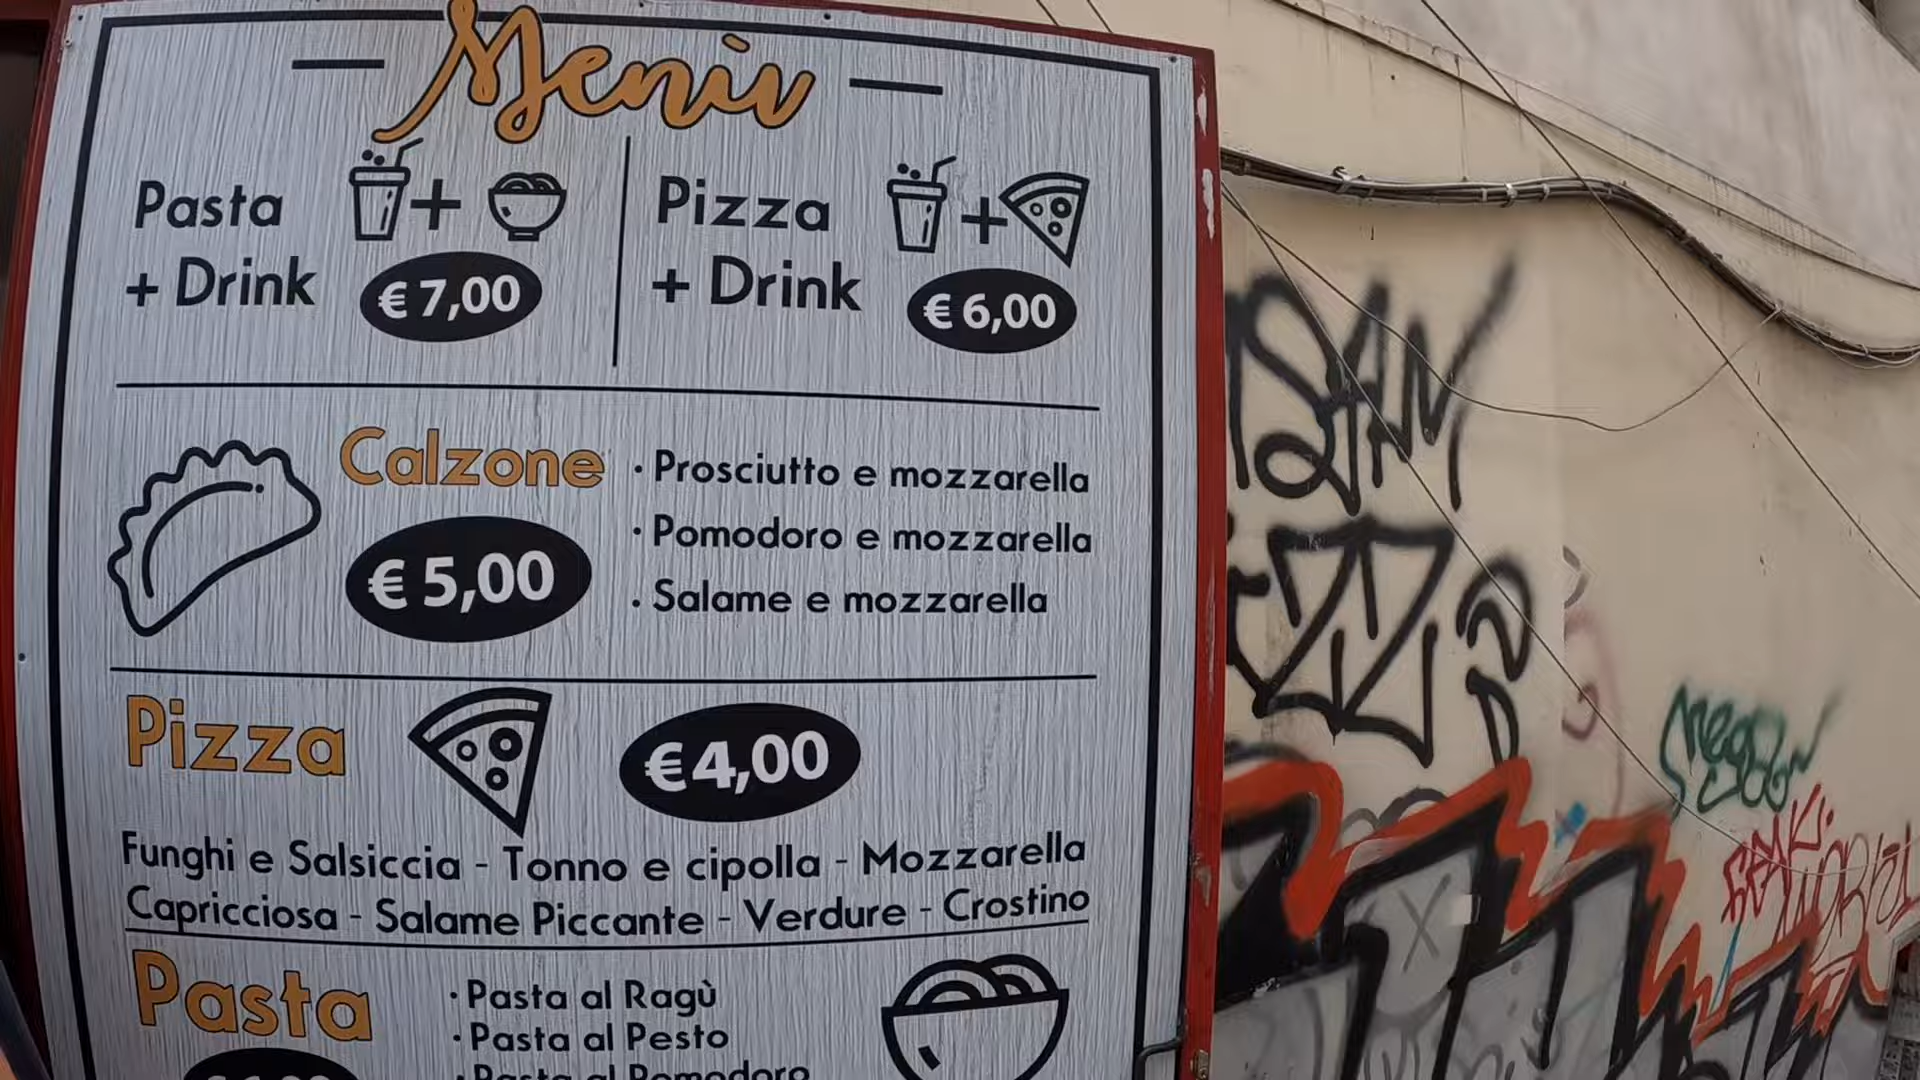 Menù
Pasta
+ Drink
+
€ 7,00
Pizza
+ Drink
+
€ 6,00
Calzone
€ 5,00
· Prosciutto e mozzarella
· Pomodoro e mozzarella
· Salame e mozzarella
Pizza
€4,00
Funghi e Salsiccia - Tonno e cipolla - Mozzarella
Capricciosa - Salame Piccante - Verdure - Crostino
Pasta
· Pasta al Ragù
· Pasta al Pesto
· Pasta al Pomodoro